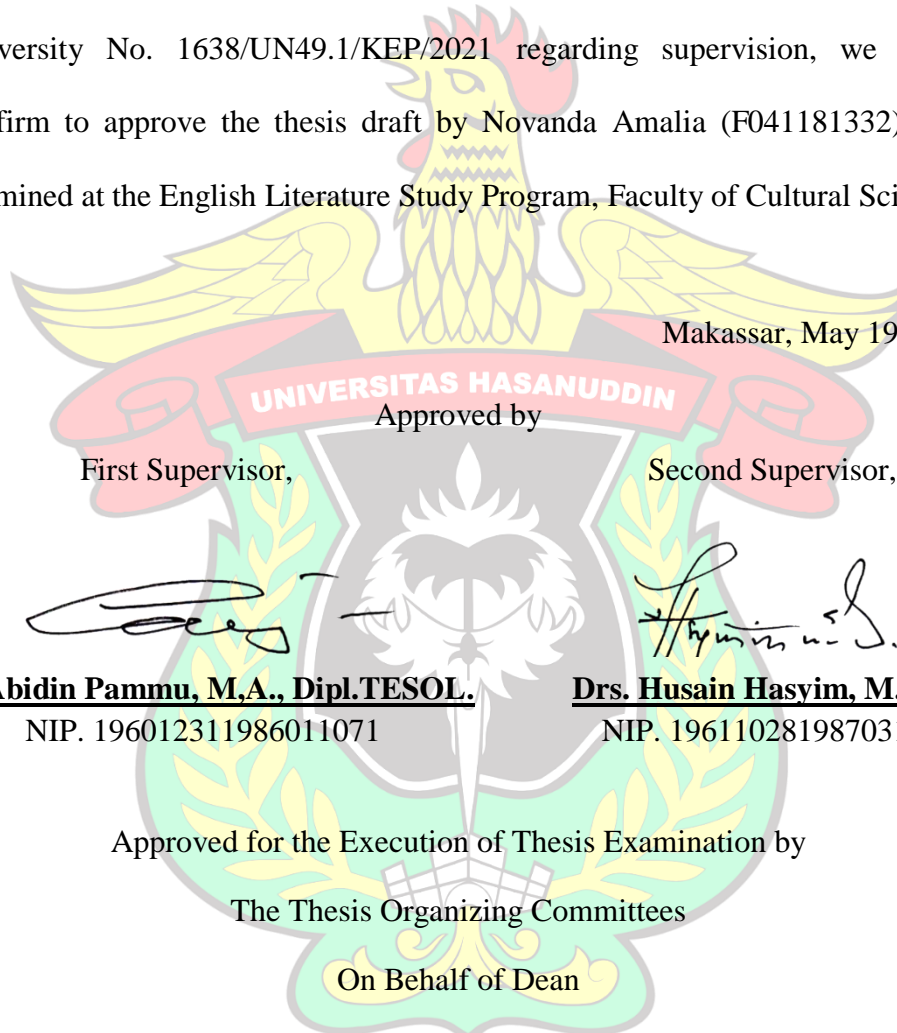 versity No. 1638/UN49.1/KEP/2021 regarding supervision, we
firm to approve the thesis draft by Novanda Amalia (F041181332)
mined at the English Literature Study Program, Faculty of Cultural Sci
Makassar, May 19
UNIVERSITAS HASANUDDIN
Approved by
First Supervisor, Second Supervisor,
Abidin Pammu, M,A., Dipl.TESOL. Drs. Husain Hasyim, M.
NIP. 196012311986011071 NIP. 196110281987031
Approved for the Execution of Thesis Examination by
The Thesis Organizing Committees
On Behalf of Dean